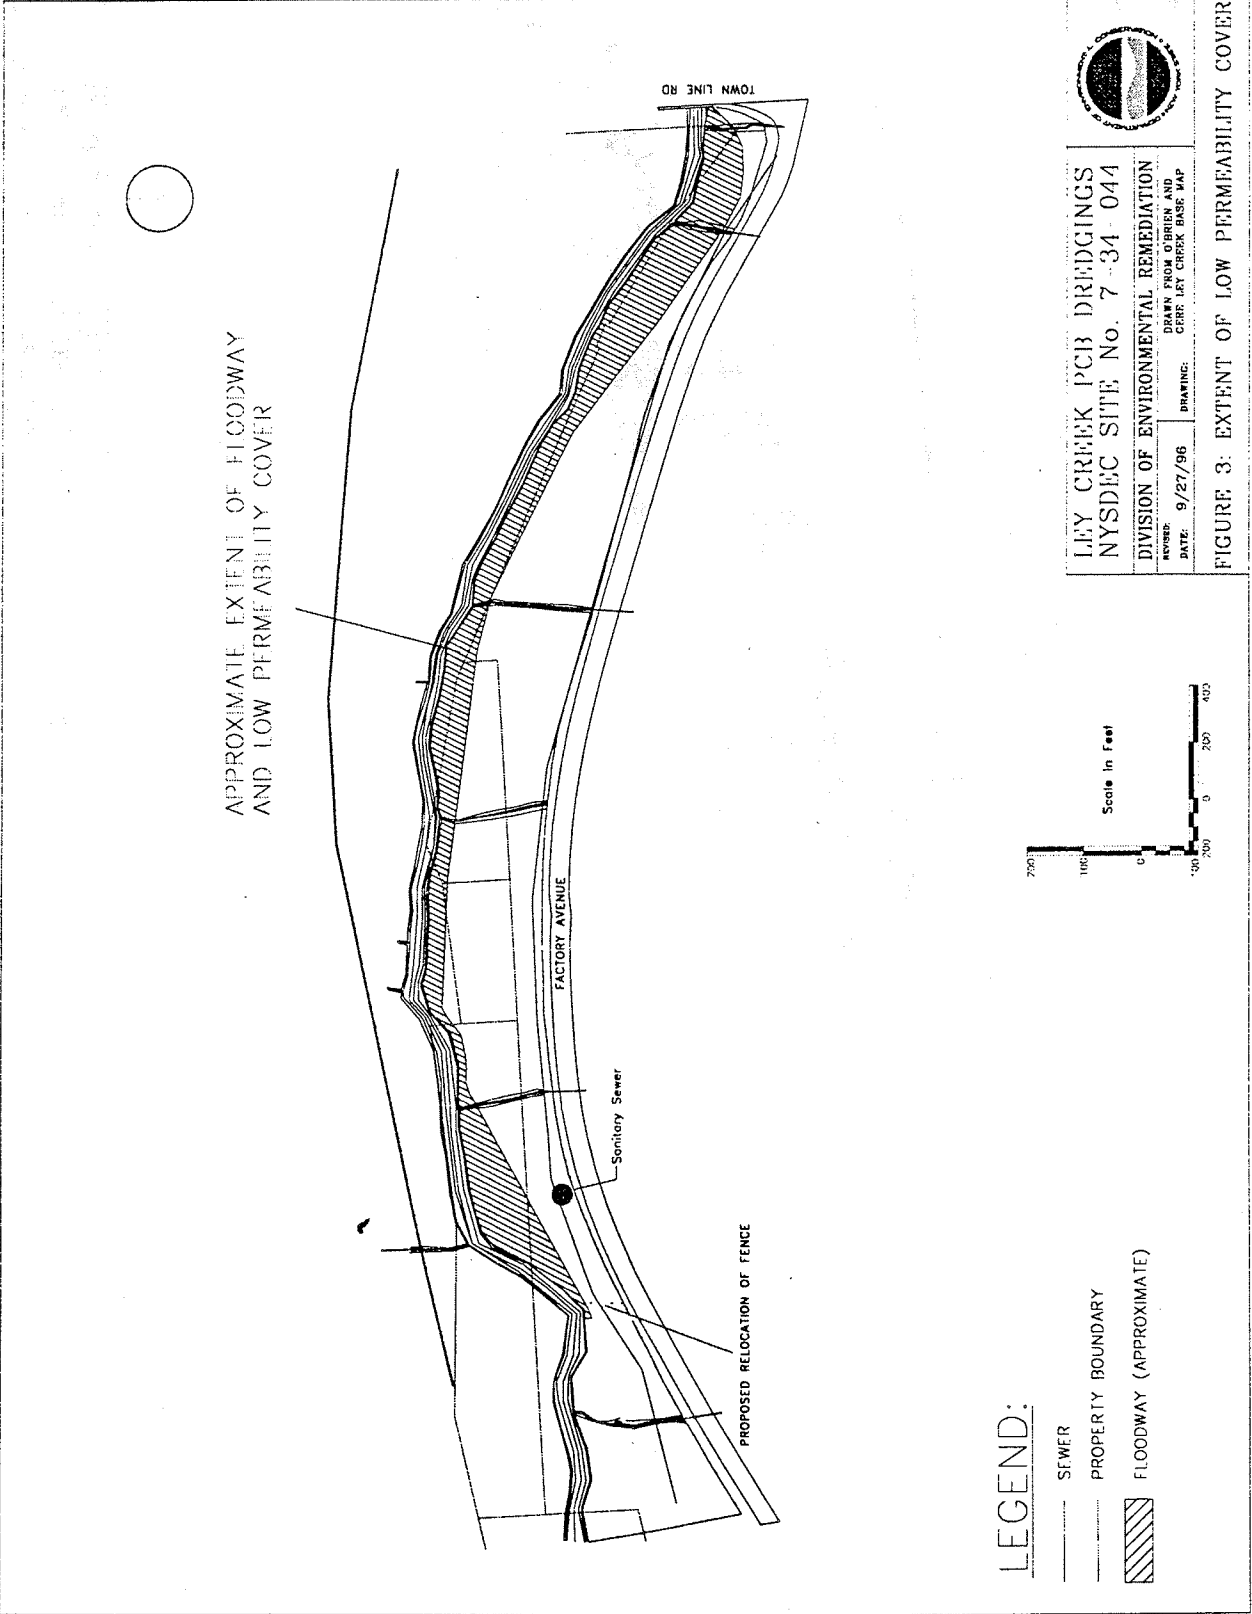 APPROXIMATE EXTENT OF FLOODWAY
AND LOW PERMEABILITY COVER
TOWN LINE RD
FACTORY AVENUE
Sanitary Sewer
PROPOSED RELOCATION OF FENCE
LEGEND:
SEWER
PROPERTY BOUNDARY
FLOODWAY (APPROXIMATE)
Scale In Feet
200
100
0
100
200
0
200
400
LEY CREEK PCB DREDGINGS
NYSDEC SITE No. 7-34-044
DIVISION OF ENVIRONMENTAL REMEDIATION
REVISED:
DATE: 9/27/96
DRAWING:
DRAWN FROM O'BRIEN AND
GERE LEY CREEK BASE MAP
FIGURE 3: EXTENT OF LOW PERMEABILITY COVER